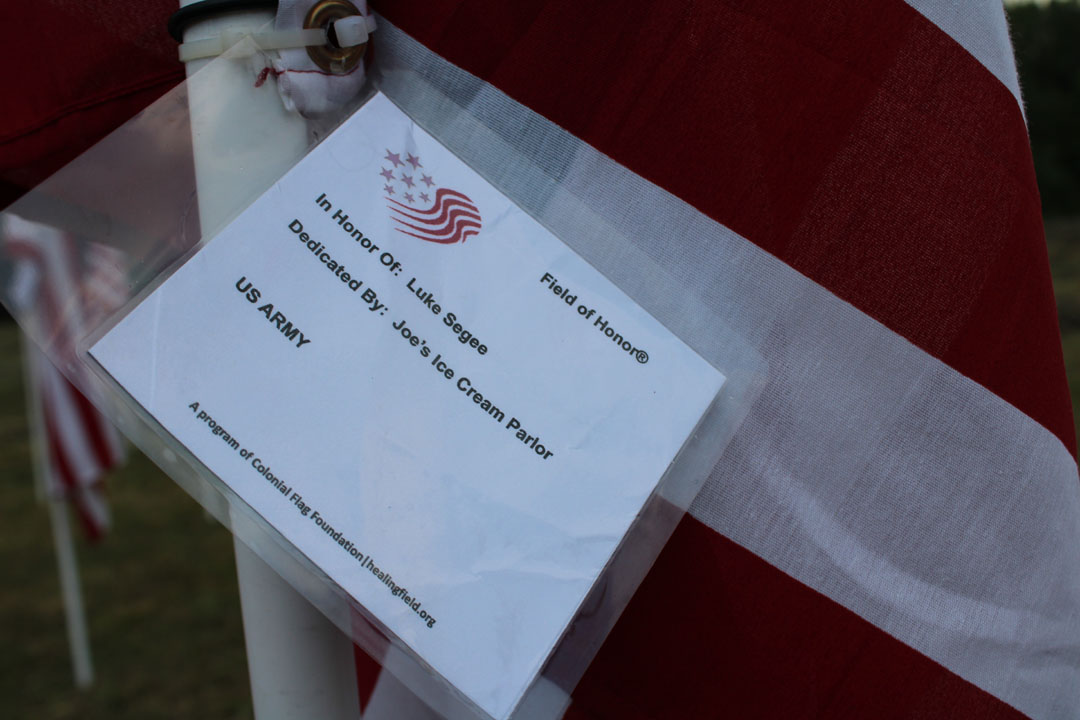 Field of Honor®
In Honor Of: Luke Segee
Dedicated By: Joe's Ice Cream Parlor
US ARMY
A program of Colonial Flag Foundation|healingfield.org